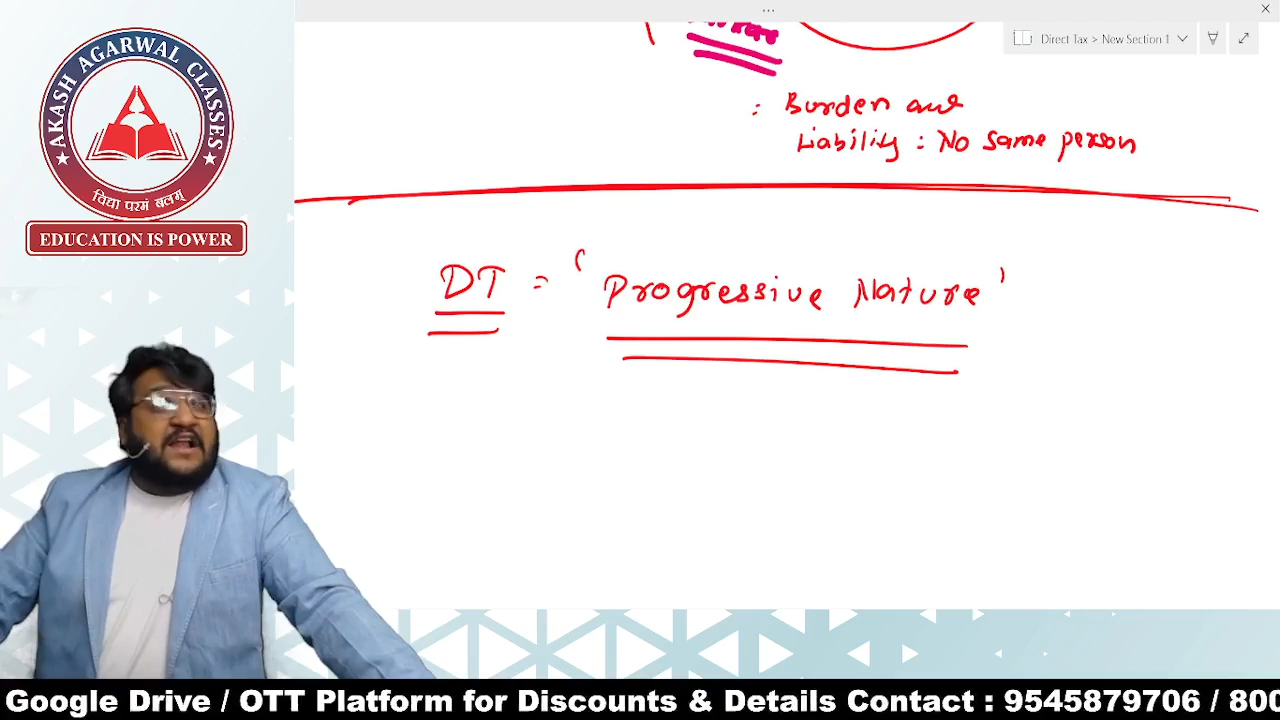 ...
Direct Tax > New Section 1
AKASH AGARWAL CLASSES
विद्या परमं बलम्
EDUCATION IS POWER
: Burden and
Liability : No same person
DT = ' Progressive Nature '
Google Drive / OTT Platform for Discounts & Details Contact : 9545879706 / 800